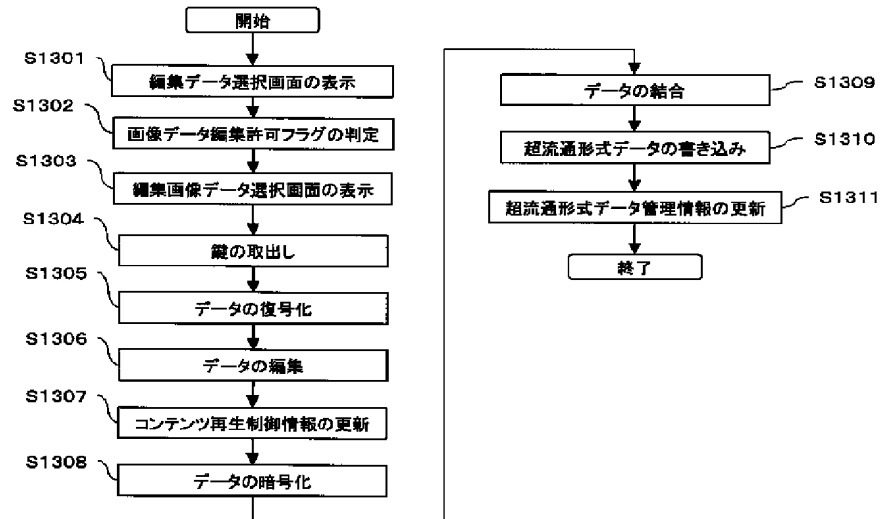 開始
S1301
編集データ選択画面の表示
S1302
画像データ編集許可フラグの判定
S1303
編集画像データ選択画面の表示
S1304
鍵の取出し
S1305
データの復号化
S1306
データの編集
S1307
コンテンツ再生制御情報の更新
S1308
データの暗号化
データの結合
S1309
超流通形式データの書き込み
S1310
超流通形式データ管理情報の更新
S1311
終了